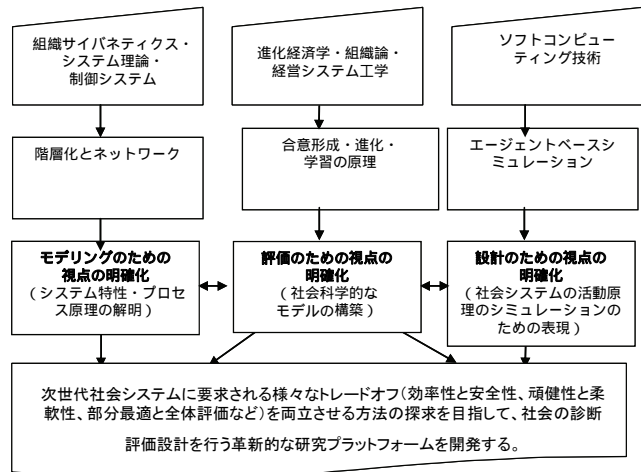 組織サイバネティクス・
システム理論・
制御システム
進化経済学・組織論・
経営システム工学
ソフトコンピュー
ティング技術
階層化とネットワーク
合意形成・進化・
学習の原理
エージェントベースシ
ミュレーション
モデリングのための
視点の明確化
(システム特性・プロセ
ス原理の解明)
評価のための視点の
明確化
(社会科学的な
モデルの構築)
設計のための視点の
明確化
(社会システムの活動原
理のシミュレーションの
ための表現)
次世代社会システムに要求される様々なトレードオフ(効率性と安全性、頑健性と柔
軟性、部分最適と全体評価など)を両立させる方法の探求を目指して、社会の診断
評価設計を行う革新的な研究プラットフォームを開発する。